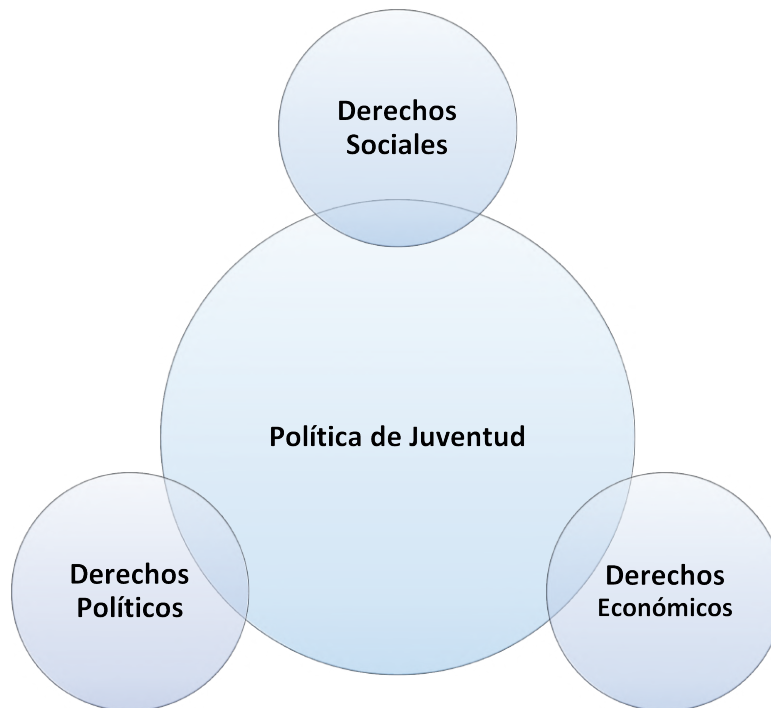 Derechos
Sociales
Política de Juventud
Derechos
Políticos
Derechos
Económicos